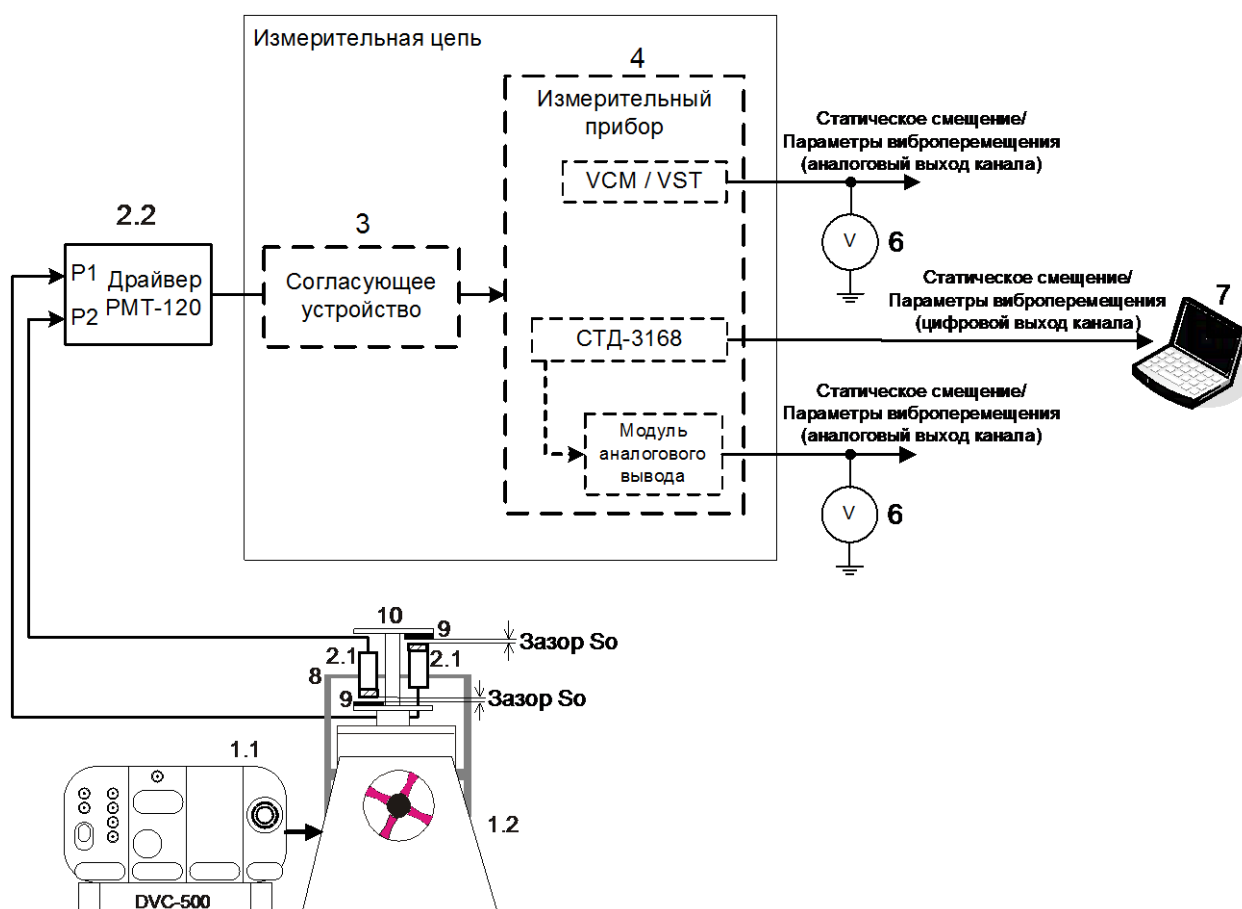 Измерительная цепь
4
Измерительный
прибор
VCM / VST
Статическое смещение/
Параметры виброперемещения
(аналоговый выход канала)
V
6
2.2
P1
P2
Драйвер
РМТ-120
3
Согласующее
устройство
СТД-3168
Статическое смещение/
Параметры виброперемещения
(цифровой выход канала)
7
Модуль
аналогового
вывода
Статическое смещение/
Параметры виброперемещения
(аналоговый выход канала)
V
6
10
9
Зазор So
2.1
2.1
8
9
Зазор So
1.1
1.2
DVC-500